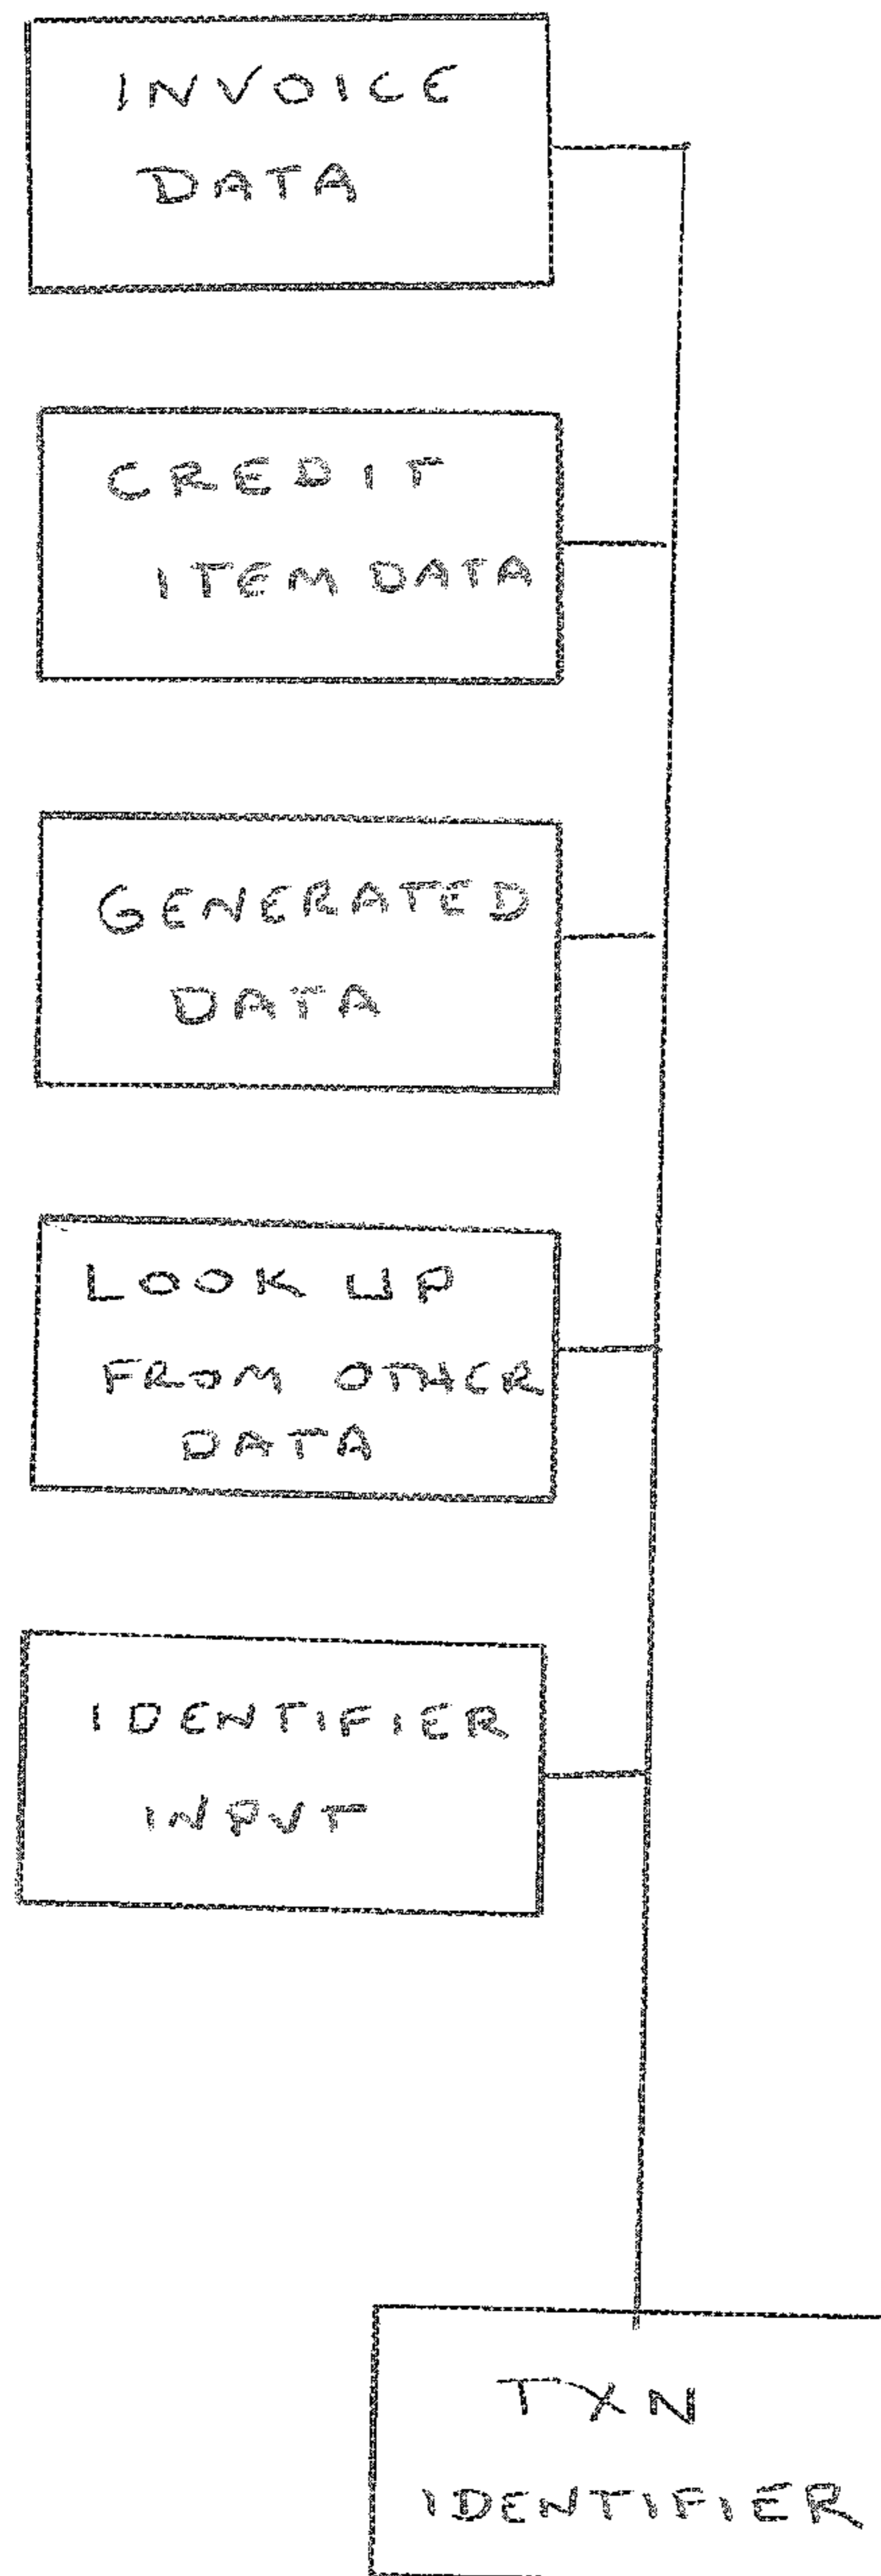 INVOICE
DATA
CREDIT
ITEM DATA
GENERATED
DATA
LOOK UP
FROM OTHER
DATA
IDENTIFIER
INPUT
TXN
IDENTIFIER